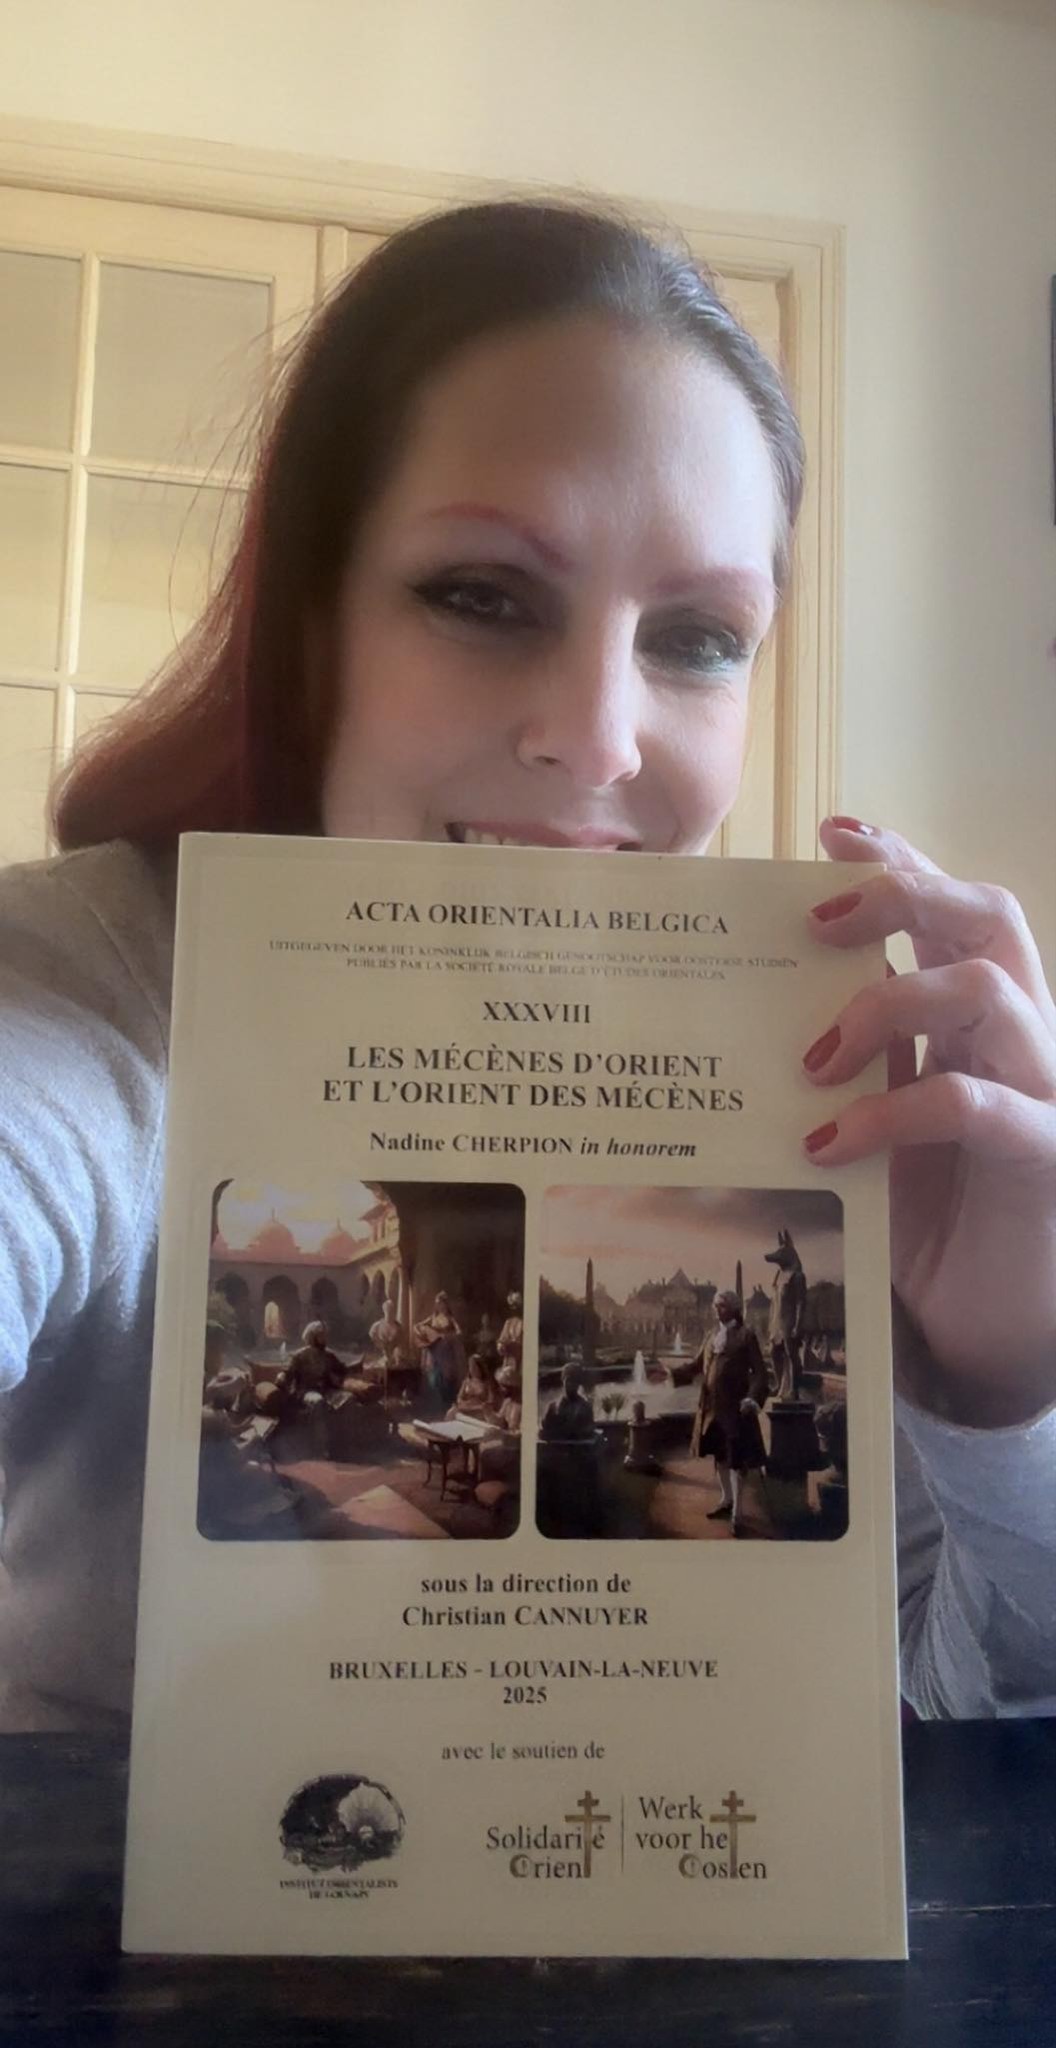 ACTA ORIENTALIA BELGICA
UITGEGEVEN DOOR HET KONINKLIJK BELGISCH GENOOTSCHAP VOOR OOSTERSE STUDIËN
PUBLIÉS PAR LA SOCIÉTÉ ROYALE BELGE D'ÉTUDES ORIENTALES
XXXVIII
LES MÉCÈNES D'ORIENT
ET L'ORIENT DES MÉCÈNES
Nadine CHERPION in honorem
sous la direction de
Christian CANNUYER
BRUXELLES - LOUVAIN-LA-NEUVE
2025
avec le soutien de
INSTITUT ORIENTALISTE
Solidarité
Orient
Werk
voor het
Oosten